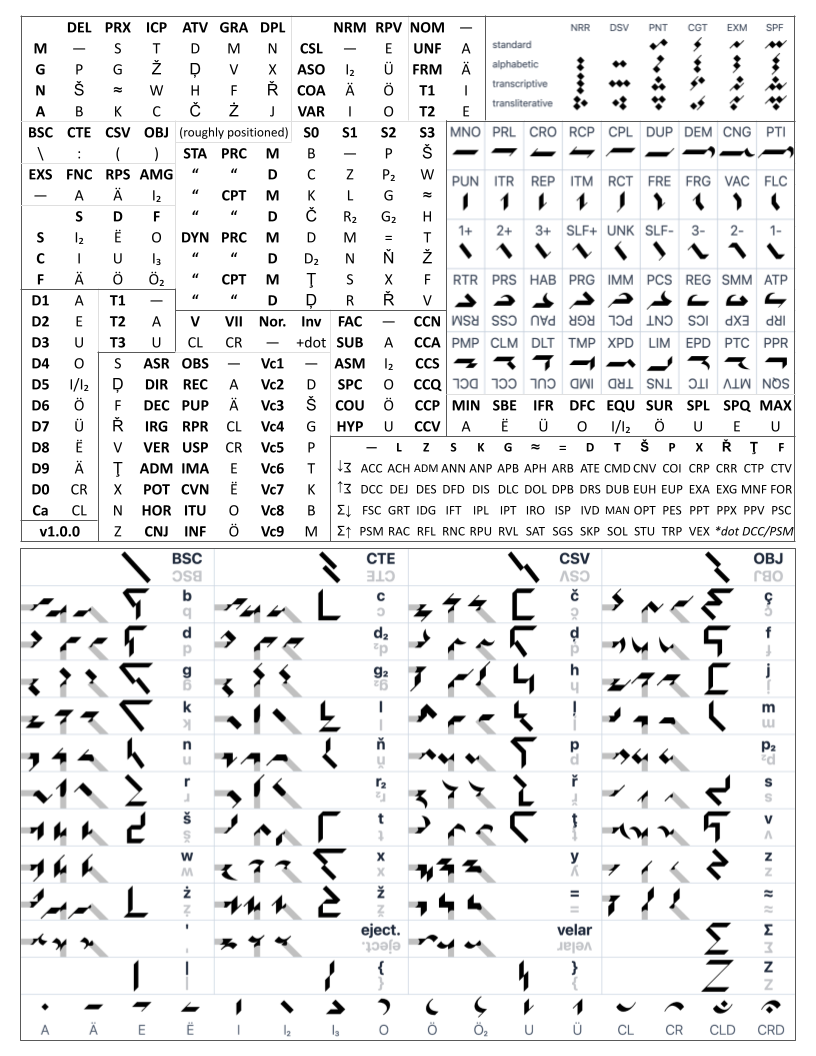 DEL PRX ICP ATV GRA DPL NRM RPV NOM —
M — S T D M N CSL — E UNF A
G P G Ž Ḑ V X ASO I₂ Ü FRM Ä
N Š ≈ W H F Ř COA Ä Ö T1 I
A B K C Č Ż J VAR I O T2 E
NRR DSV PNT CGT EXM SPF
standard
alphabetic
transcriptive
transliterative
BSC CTE CSV OBJ (roughly positioned) S0 S1 S2 S3
\ : ( ) STA PRC M B — P Š
EXS FNC RPS AMG “ “ D C Z P₂ W
— A Ä I₂ “ CPT M K L G ≈
S D F “ “ D Č R₂ G₂ H
S I₂ Ë O DYN PRC M D M = T
C I U I₃ “ “ D D₂ N Ň Ž
F Ä Ö Ö₂ “ CPT M Ţ S X F
D1 A T1 — “ “ D Ḑ R Ř V
D2 E T2 A V VII Nor. Inv FAC — CCN
D3 U T3 U CL CR — +dot SUB A CCA
D4 O S ASR OBS — Vc1 — ASM I₂ CCS
D5 I/I₂ Ḑ DIR REC A Vc2 D SPC O CCQ
D6 Ö F DEC PUP Ä Vc3 Š COU Ö CCP
D7 Ü Ř IRG RPR CL Vc4 G HYP U CCV
D8 Ë V VER USP CR Vc5 P
D9 Ä Ţ ADM IMA E Vc6 T
D0 CR X POT CVN Ë Vc7 K
Ca CL N HOR ITU O Vc8 B
v1.0.0 Z CNJ INF Ö Vc9 M
MNO PRL CRO RCP CPL DUP DEM CNG PTI
PUN ITR REP ITM RCT FRE FRG VAC FLC
1+ 2+ 3+ SLF+ UNK SLF- 3- 2- 1-
RTR PRS HAB PRG IMM PCS REG SMM ATP
RSM CSS PAU RGR PCL CNT ICS EXP IRP
PMP CLM DLT TMP XPD LIM EPD PTC PPR
DCL CCL CUL IMD TRD TNS ITC MTV SQN
MIN SBE IFR DFC EQU SUR SPL SPQ MAX
A Ë Ü O I/I₂ Ö U E U
— L Z S K G ≈ = D T Š P X Ř Ţ F
↓Σ ACC ACH ADM ANN ANP APB APH ARB ATE CMD CNV COI CRP CRR CTP CTV
↑Σ DCC DEJ DES DFD DIS DLC DOL DPB DRS DUB EUH EUP EXA EXG MNF FOR
Σ↓ FSC GRT IDG IFT IPL IPT IRO ISP IVD MAN OPT PES PPT PPX PPV PSC
Σ↑ PSM RAC RFL RNC RPU RVL SAT SGS SKP SOL STU TRP VEX *dot DCC/PSM
BSC CTE CSV OBJ
BSC CTE CSV OBJ
b c č ç
b c č ç
d d₂ ḑ f
d d₂ ḑ f
g g₂ h j
g g₂ h j
k l ļ m
k l ļ m
n ň p p₂
n ň p p₂
r r₂ ř s
r r₂ ř s
š t ţ v
š t ţ v
w x y z
w x y z
ż ž = ≈
ż ž = ≈
' eject. velar Σ
' eject. velar Σ
| { } Z
| { } Z
A Ä E Ë I I₂ I₃ O Ö Ö₂ U Ü CL CR CLD CRD